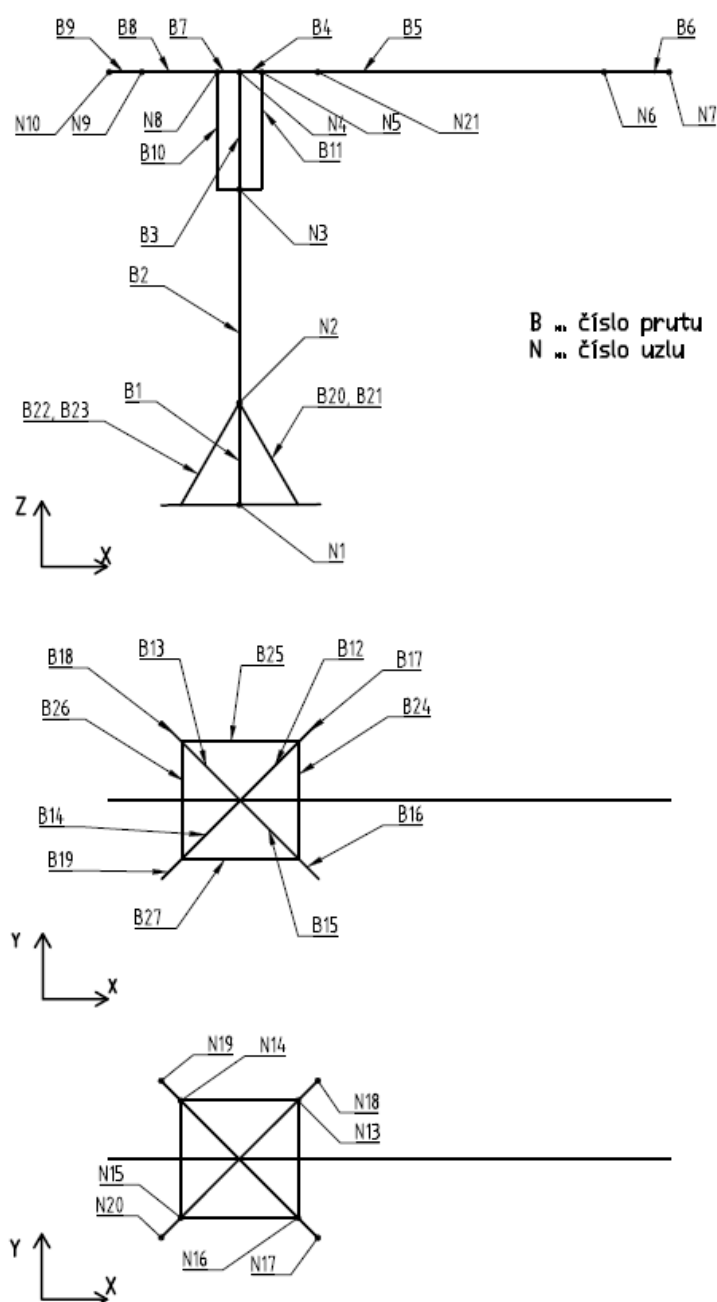 B9 B8 B7 B4 B5 B6
N10 N9 N8 N4 N5 N21 N6 N7
B10 B11
B3 N3
B2
B ... číslo prutu
N ... číslo uzlu
N2
B22, B23 B1 B20, B21
Z
X
N1
B18 B13 B25 B12 B17
B26 B24
B14 B16
B19
B27 B15
Y
X
N19 N14
N18
N13
N15
N20
N16 N17
Y
X